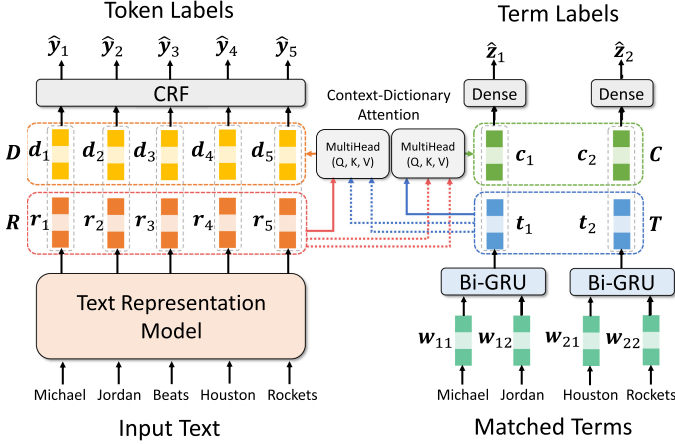 Token Labels
Term Labels
ŷ₁ ŷ₂ ŷ₃ ŷ₄ ŷ₅
ẑ₁ ẑ₂
CRF
Context-Dictionary
Attention
Dense
Dense
D d₁ d₂ d₃ d₄ d₅
MultiHead
(Q, K, V)
MultiHead
(Q, K, V)
c₁ c₂ C
R r₁ r₂ r₃ r₄ r₅
t₁ t₂ T
Text Representation
Model
Bi-GRU
Bi-GRU
w₁₁ w₁₂ w₂₁ w₂₂
Michael Jordan Beats Houston Rockets
Michael Jordan Houston Rockets
Input Text
Matched Terms